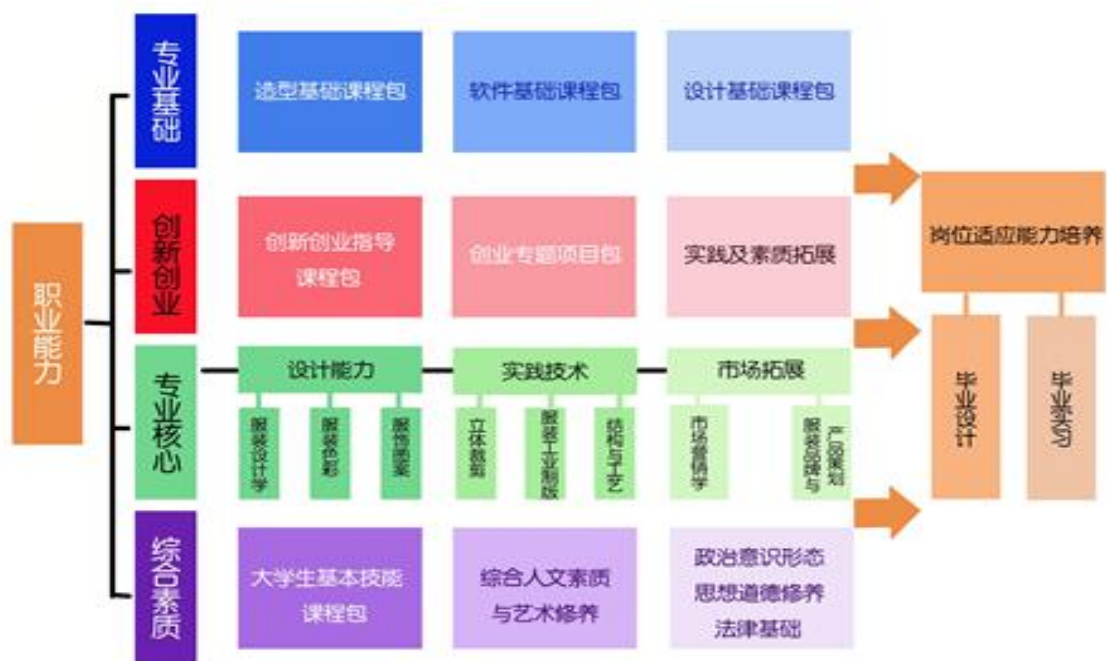 职业能力
专业基础
造型基础课程包
软件基础课程包
设计基础课程包
创新创业
创新创业指导
课程包
创业专题项目包
实践及素质拓展
专业核心
设计能力
服装设计学
服装色彩
服饰图案
实践技术
立体裁剪
服装工业制版
结构与工艺
市场拓展
市场营销学
服装品牌与
产品策划
综合素质
大学生基本技能
课程包
综合人文素质
与艺术修养
政治意识形态
思想道德修养
法律基础
岗位适应能力培养
毕业设计
毕业实习